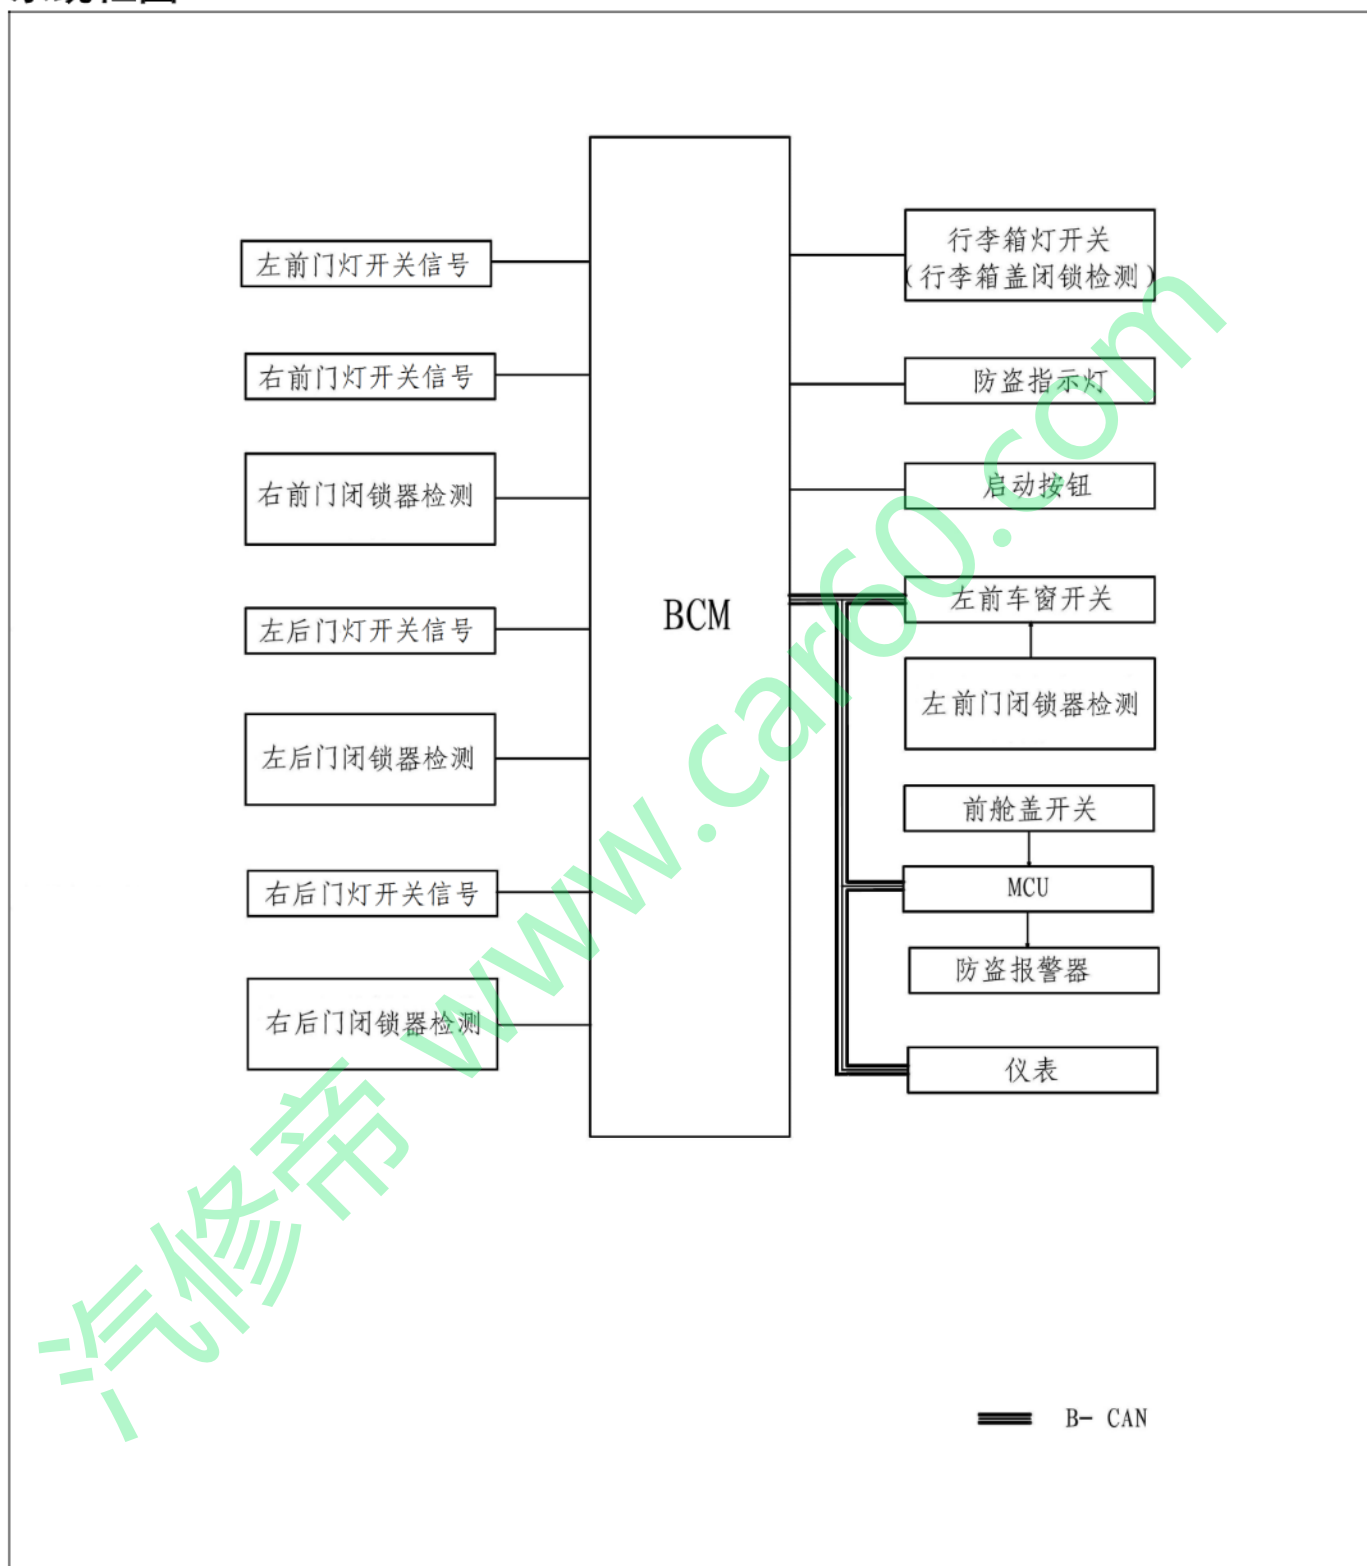 左前门灯开关信号
右前门灯开关信号
右前门闭锁器检测
左后门灯开关信号
左后门闭锁器检测
右后门灯开关信号
右后门闭锁器检测
BCM
行李箱灯开关
(行李箱盖闭锁检测)
防盗指示灯
启动按钮
左前车窗开关
左前门闭锁器检测
前舱盖开关
MCU
防盗报警器
仪表
B- CAN
汽修帝 www.car60.com